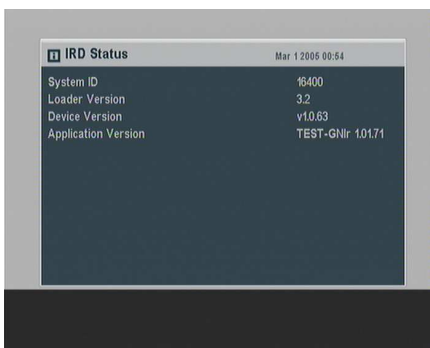 IRD Status Mar 1 2005 00:54
System ID 16400
Loader Version 3.2
Device Version v1.0.63
Application Version TEST-GNIr 1.01.71